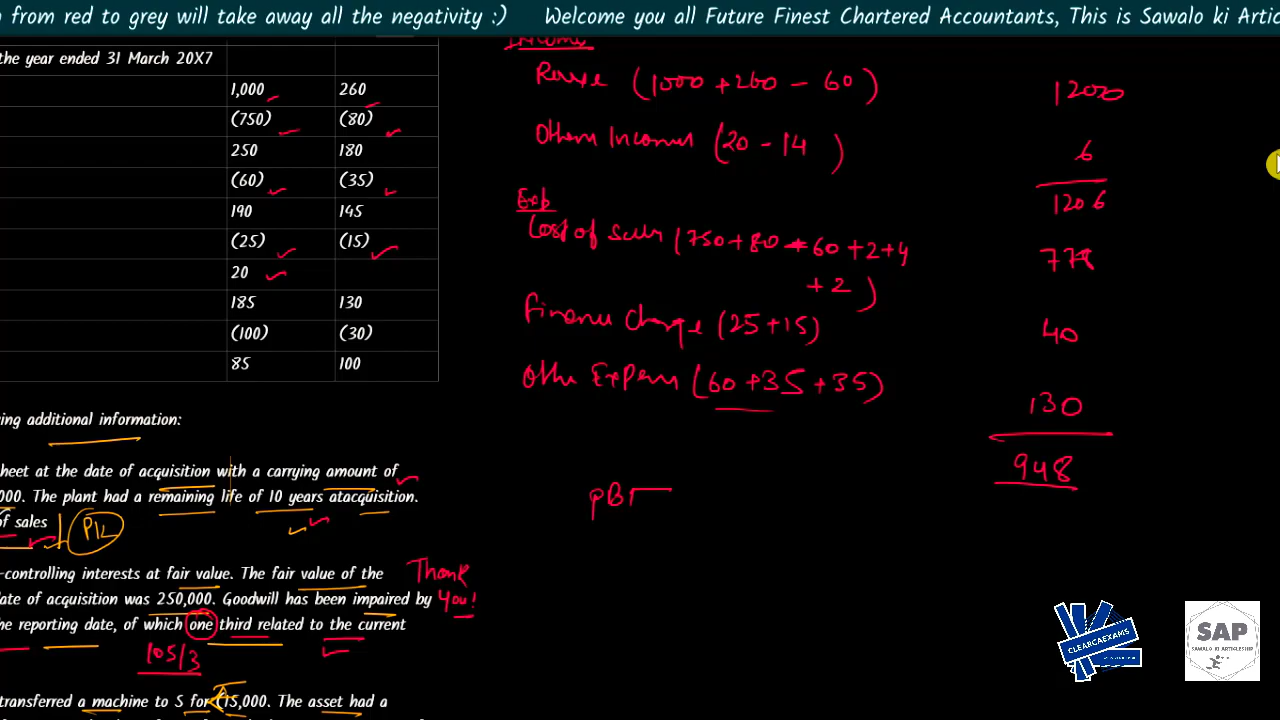 n from red to grey will take away all the negativity :) Welcome you all Future Finest Chartered Accountants, This is Sawalo ki Artic
the year ended 31 March 20X7
1,000 260
(750) (80)
250 180
(60) (35)
190 145
(25) (15)
20
185 130
(100) (30)
85 100
ing additional information:
heet at the date of acquisition with a carrying amount of
000. The plant had a remaining life of 10 years atacquisition.
of sales P/L
-controlling interests at fair value. The fair value of the
late of acquisition was 250,000. Goodwill has been impaired by
he reporting date, of which one third related to the current
105/3
transferred a machine to S for 15,000. The asset had a
Thank
you!
Income
(1000 + 260 - 60) 1200
Others Income (20 - 14) 6
1206
Exp
Cost of (750 + 80 - 60 + 2 + 4
+ 2) 778
Finance Charge (25 + 15) 40
Othe Expens (60 + 35 + 35) 130
948
PBT
CLEARCAEXAMS
SAP
SAWALO KI ARTICLESHIP